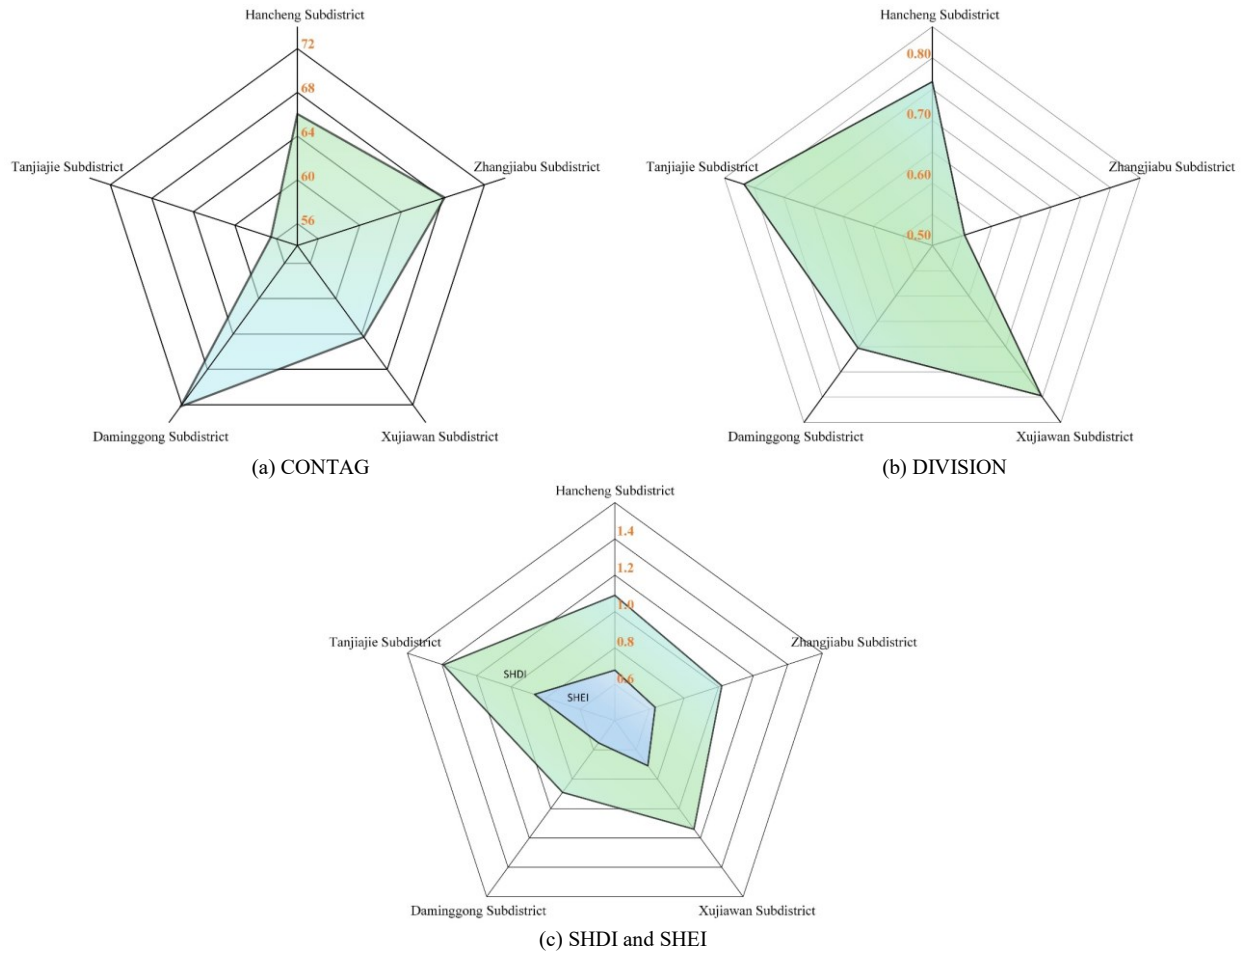 Hancheng Subdistrict
72
68
64
60
56
Tanjiajie Subdistrict
Zhangjiabu Subdistrict
Daminggong Subdistrict
Xujiawan Subdistrict
(a) CONTAG
Hancheng Subdistrict
0.80
0.70
0.60
0.50
Tanjiajie Subdistrict
Zhangjiabu Subdistrict
Daminggong Subdistrict
Xujiawan Subdistrict
(b) DIVISION
Hancheng Subdistrict
1.4
1.2
1.0
0.8
0.6
Tanjiajie Subdistrict
Zhangjiabu Subdistrict
SHDI
SHEI
Daminggong Subdistrict
Xujiawan Subdistrict
(c) SHDI and SHEI